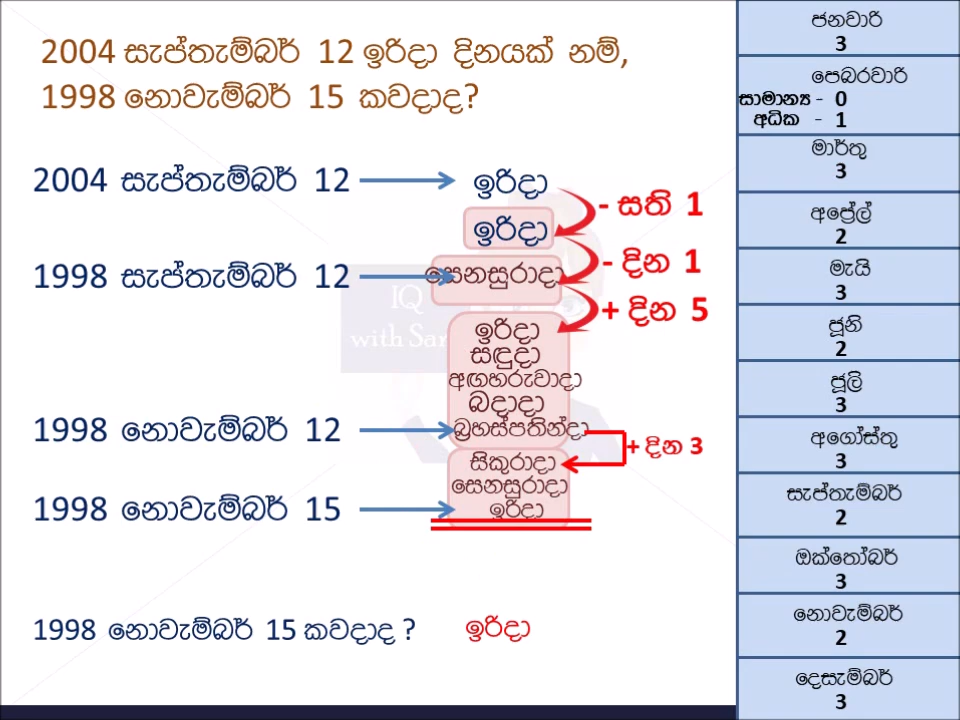 2004 සැප්තැම්බර් 12 ඉරිදා දිනයක් නම්,
1998 නොවැම්බර් 15 කවදාද?
2004 සැප්තැම්බර් 12
ඉරිදා
- සති 1
ඉරිදා
- දින 1
1998 සැප්තැම්බර් 12
සෙනසුරාදා
+ දින 5
IQ
with Sar
ඉරිදා
සඳුදා
අඟහරුවාදා
බදාදා
1998 නොවැම්බර් 12
බ්‍රහස්පතින්දා
+ දින 3
සිකුරාදා
සෙනසුරාදා
1998 නොවැම්බර් 15
ඉරිදා
1998 නොවැම්බර් 15 කවදාද ?
ඉරිදා
ජනවාරි
3
පෙබරවාරි
සාමාන්‍ය - 0
අධික - 1
මාර්තු
3
අප්‍රේල්
2
මැයි
3
ජූනි
2
ජූලි
3
අගෝස්තු
3
සැප්තැම්බර්
2
ඔක්තෝබර්
3
නොවැම්බර්
2
දෙසැම්බර්
3